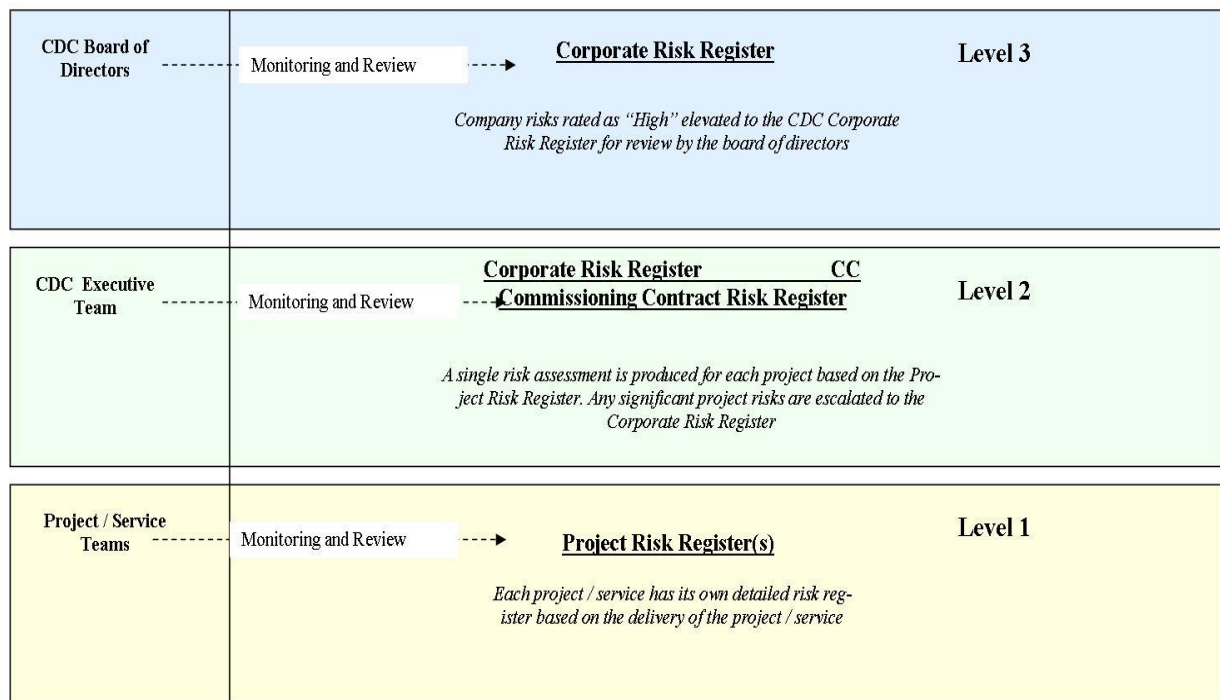 CDC Board of
Directors
Monitoring and Review
Corporate Risk Register
Level 3
Company risks rated as “High” elevated to the CDC Corporate
Risk Register for review by the board of directors
CDC Executive
Team
Monitoring and Review
Corporate Risk Register CC
Commissioning Contract Risk Register
Level 2
A single risk assessment is produced for each project based on the Pro-
ject Risk Register. Any significant project risks are escalated to the
Corporate Risk Register
Project / Service
Teams
Monitoring and Review
Project Risk Register(s)
Level 1
Each project / service has its own detailed risk reg-
ister based on the delivery of the project / service